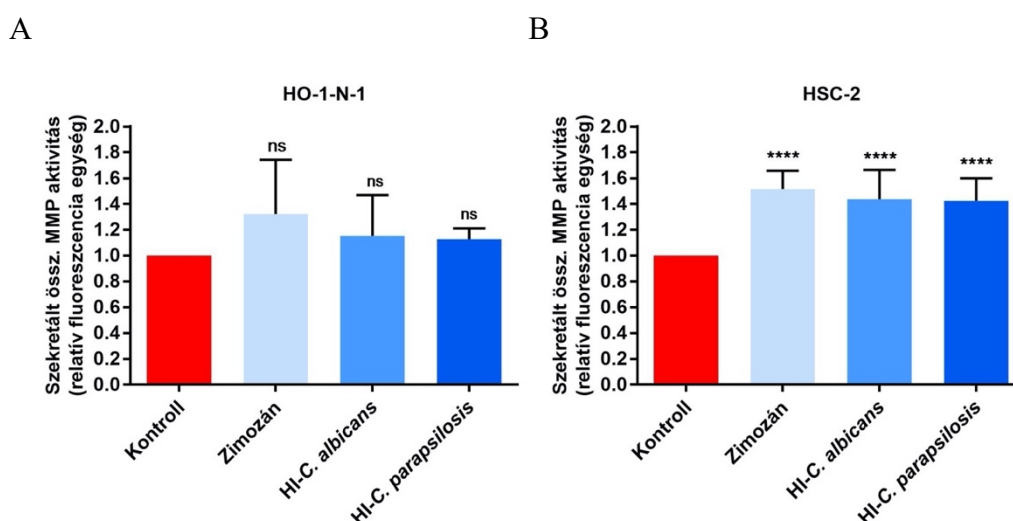 A
HO-1-N-1
Szekretált össz. MMP aktivitás
(relatív fluoreszcencia egység)
2.0
1.8
1.6
1.4
1.2
1.0
0.8
0.6
0.4
0.2
0.0
ns
ns
ns
Kontroll
Zimozán
HI-C. albicans
HI-C. parapsilosis
B
HSC-2
Szekretált össz. MMP aktivitás
(relatív fluoreszcencia egység)
2.0
1.8
1.6
1.4
1.2
1.0
0.8
0.6
0.4
0.2
0.0
****
****
****
Kontroll
Zimozán
HI-C. albicans
HI-C. parapsilosis